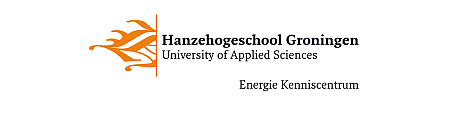 Hanzehogeschool Groningen
University of Applied Sciences
Energie Kenniscentrum